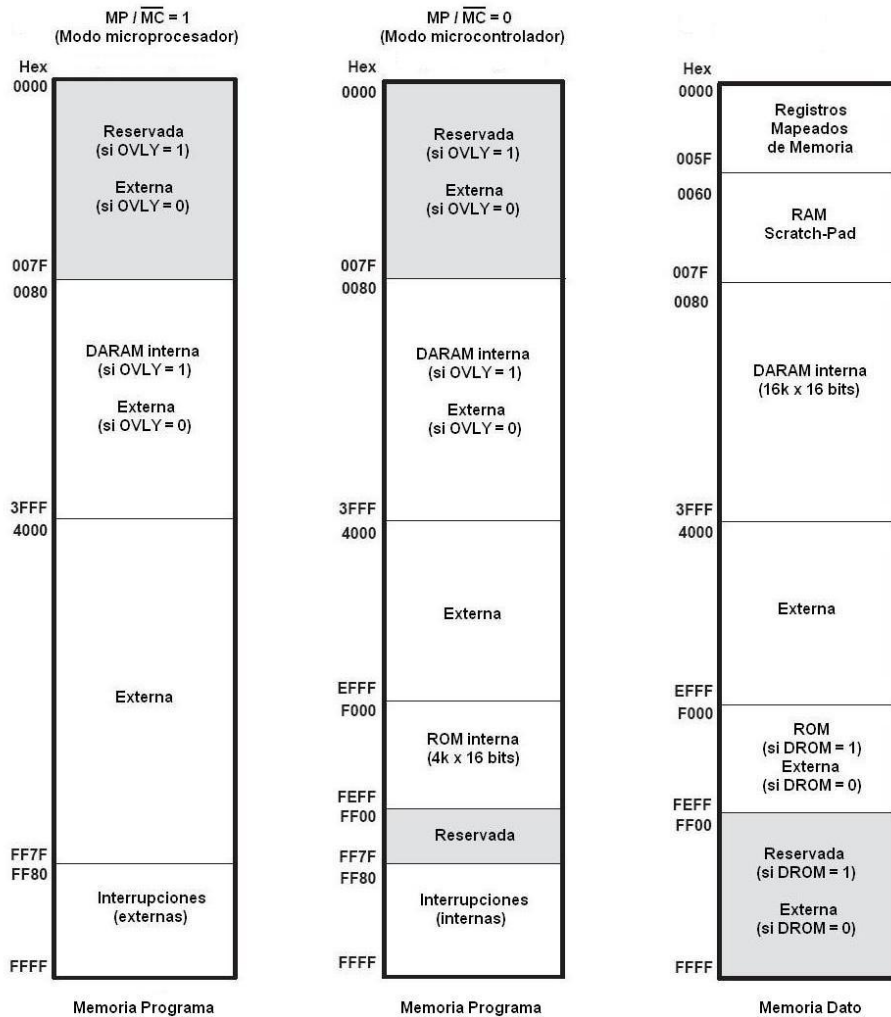 MP / MC = 1
(Modo microprocesador)
Hex
0000
Reservada
(si OVLY = 1)
Externa
(si OVLY = 0)
007F
0080
DARAM interna
(si OVLY = 1)
Externa
(si OVLY = 0)
3FFF
4000
Externa
FF7F
FF80
Interrupciones
(externas)
FFFF
Memoria Programa
MP / MC = 0
(Modo microcontrolador)
Hex
0000
Reservada
(si OVLY = 1)
Externa
(si OVLY = 0)
007F
0080
DARAM interna
(si OVLY = 1)
Externa
(si OVLY = 0)
3FFF
4000
Externa
EFFF
F000
ROM interna
(4k x 16 bits)
FEFF
FF00
Reservada
FF7F
FF80
Interrupciones
(internas)
FFFF
Memoria Programa
Hex
0000
Registros
Mapeados
de Memoria
005F
0060
RAM
Scratch-Pad
007F
0080
DARAM interna
(16k x 16 bits)
3FFF
4000
Externa
EFFF
F000
ROM
(si DROM = 1)
Externa
(si DROM = 0)
FEFF
FF00
Reservada
(si DROM = 1)
Externa
(si DROM = 0)
FFFF
Memoria Dato